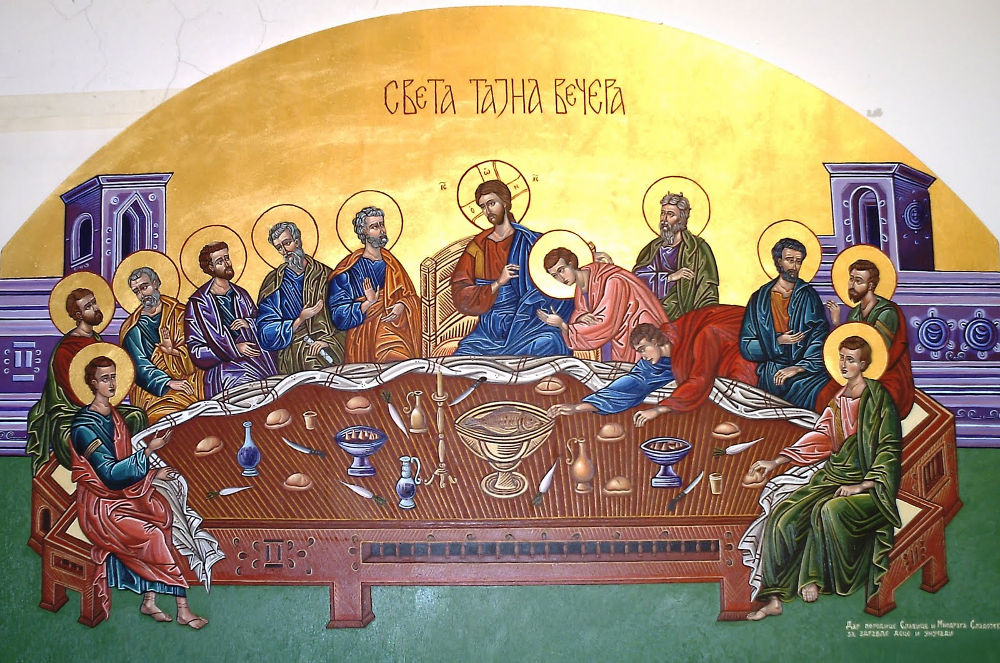 СВЕТА ТАЈНА ВЕЧЕРА
ІС ХС
Ѡ
О Н
Дар породице Славице и Миодрага
за здравље деце и унучади